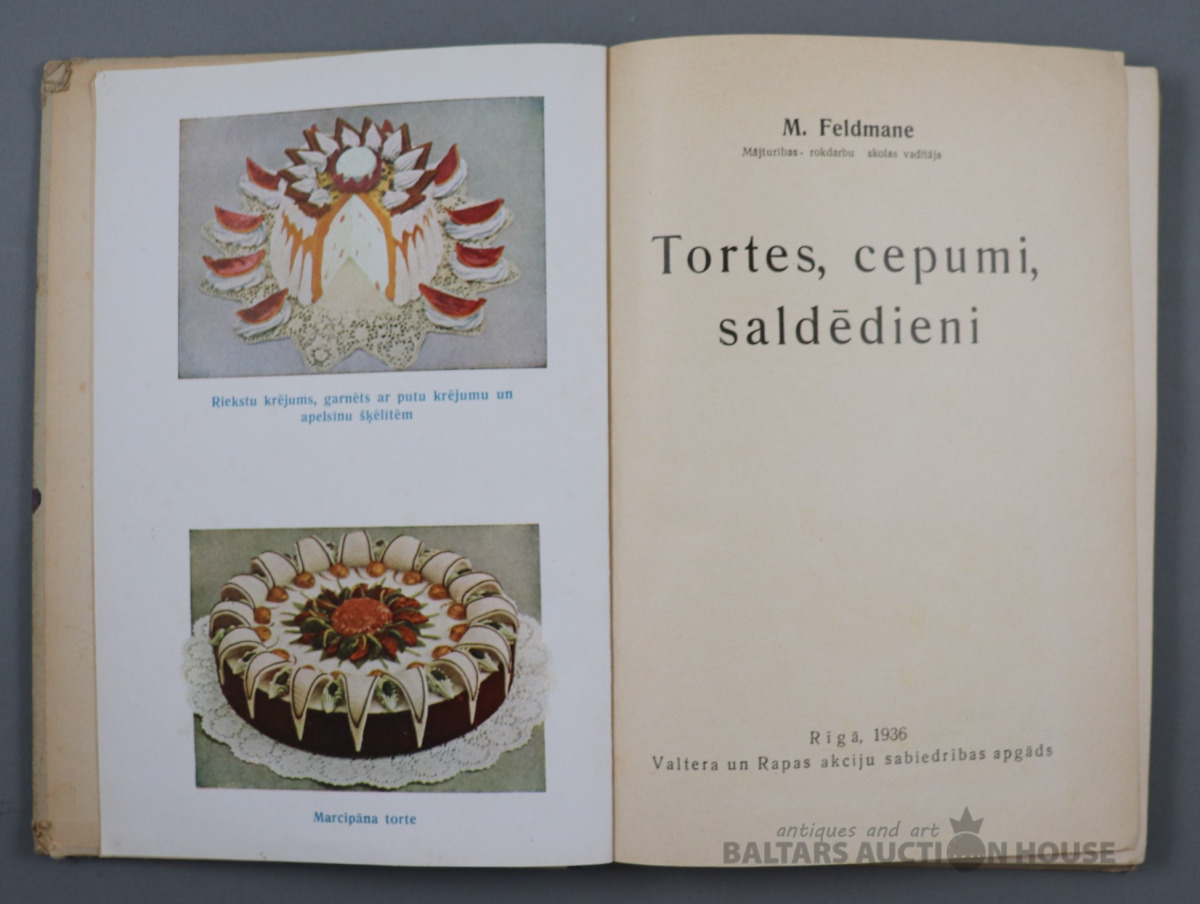 Riekstu krējums, garnēts ar putu krējumu un
apelsinu šķēlītēm
Marcipāna torte
M. Feldmane
Mājturības- rokdarbu skolas vadītāja
Tortes, cepumi,
saldēdieni
Rīgā, 1936
Valtera un Rapas akciju sabiedrības apgāds
antiques and art
BALTARS AUCTION HOUSE